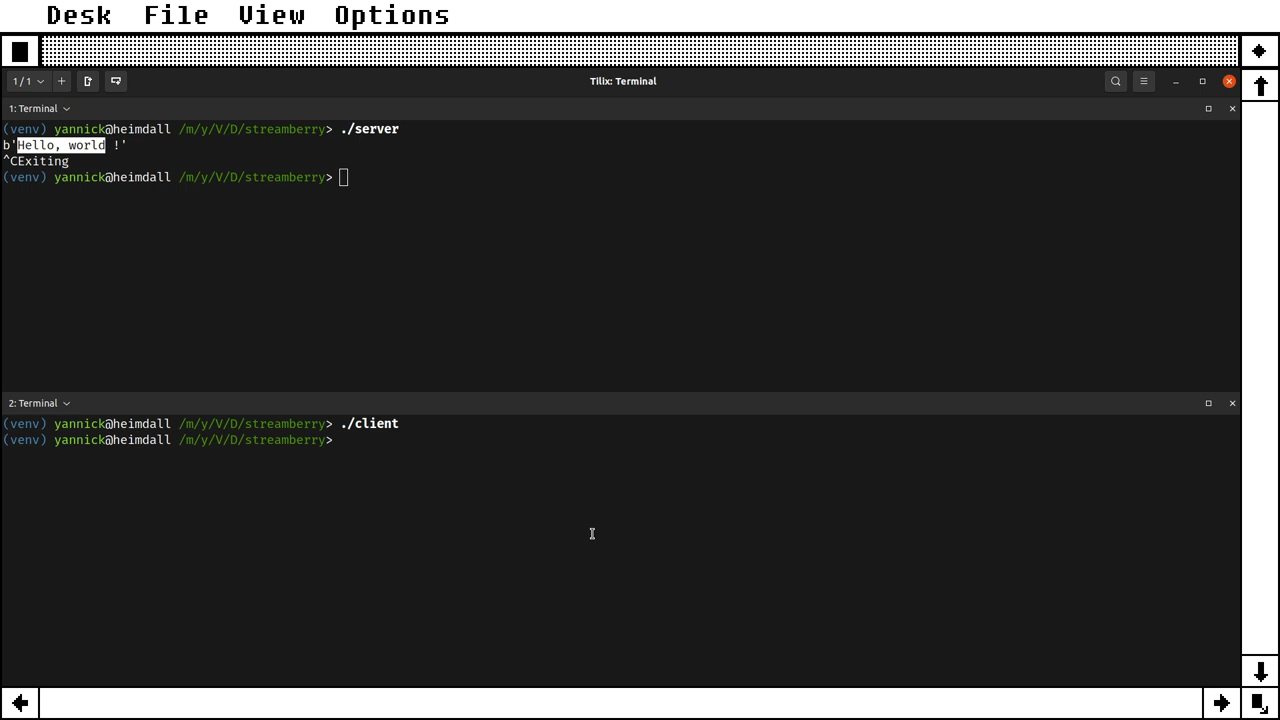 Desk File View Options
1 / 1 Tilix: Terminal
1: Terminal
(venv) yannick@heimdall /m/y/V/D/streamberry> ./server
b'Hello, world !'
^CExiting
(venv) yannick@heimdall /m/y/V/D/streamberry>
2: Terminal
(venv) yannick@heimdall /m/y/V/D/streamberry> ./client
(venv) yannick@heimdall /m/y/V/D/streamberry>